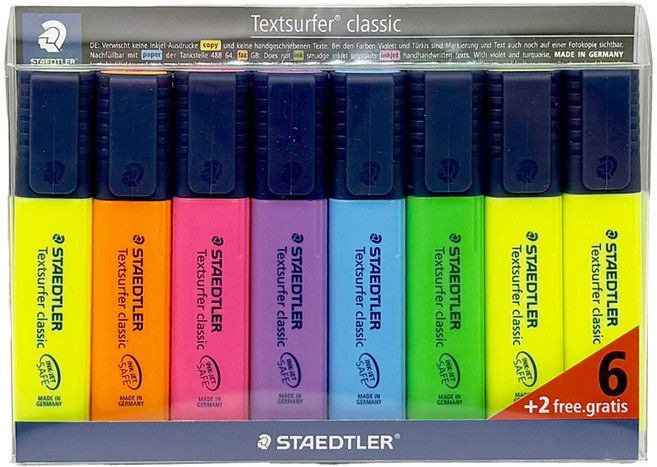 Textsurfer® classic
STAEDTLER
DE: Verwischt keine Inkjet-Ausdrucke copy und keine handgeschriebenen Texte. Bei den Farben Violett und Türkis sind Markierung und Text auch noch auf einer Fotokopie sichtbar.
Nachfüllbar mit paper der Tankstelle 488 64. fax GB: Does not ink smudge inkjet printouts inkjet handhandwritten texts. With violet and turquoise, MADE IN GERMANY
STAEDTLER
Textsurfer classic
INK-JET
SAFE
MADE IN
GERMANY
STAEDTLER
Textsurfer classic
INK-JET
SAFE
MADE IN
GERMANY
STAEDTLER
Textsurfer classic
INK-JET
SAFE
MADE IN
GERMANY
STAEDTLER
Textsurfer classic
INK-JET
SAFE
MADE IN
GERMANY
STAEDTLER
Textsurfer classic
INK-JET
SAFE
MADE IN
GERMANY
STAEDTLER
Textsurfer classic
INK-JET
SAFE
MADE IN
GERMANY
STAEDTLER
Textsurfer classic
INK-JET
SAFE
STAEDTLER
Textsurfer classic
6
+2 free.gratis
STAEDTLER®